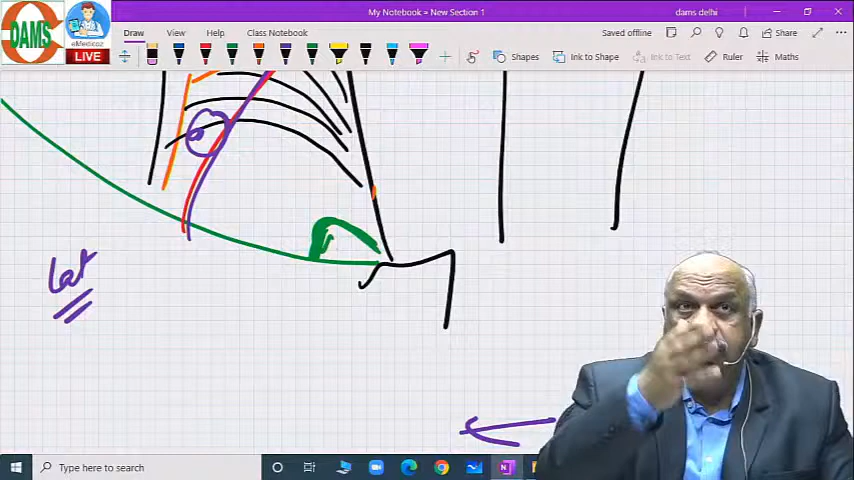 My Notebook = New Section 1
dams delhi
DAMS
eMedicoz
LIVE
Draw
View
Help
Class Notebook
Saved offline
Share
Shapes
Ink to Shape
Ink to Text
Ruler
Maths
Lat
Type here to search